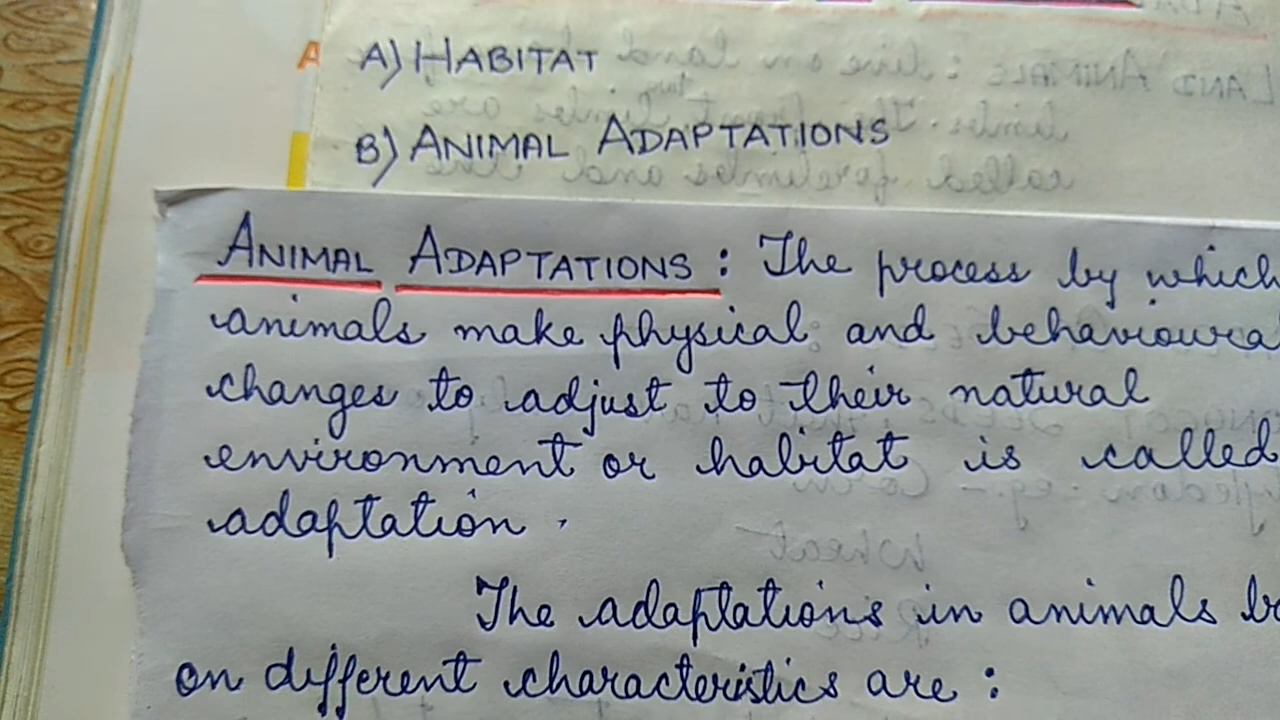 A
A) HABITAT
B) ANIMAL ADAPTATIONS
ANIMAL ADAPTATIONS : The process by which
animals make physical and behavioura
changes to adjust to their natural
environment or habitat is called
adaptation.
The adaptations in animals b
on different characteristics are :